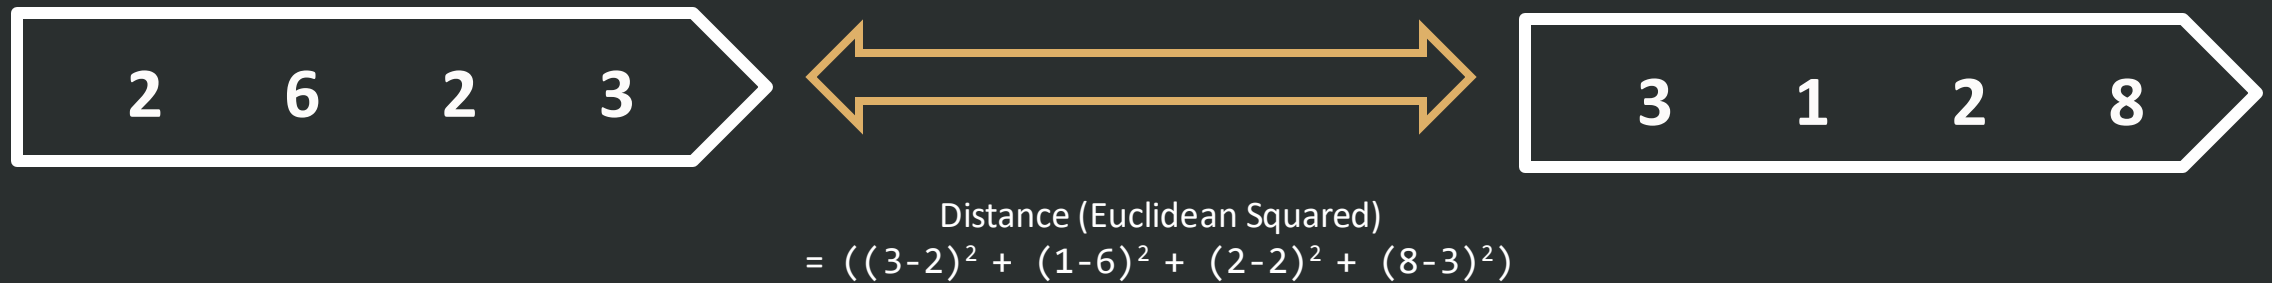 2 6 2 3
3 1 2 8
Distance (Euclidean Squared)
= ((3-2)² + (1-6)² + (2-2)² + (8-3)²)